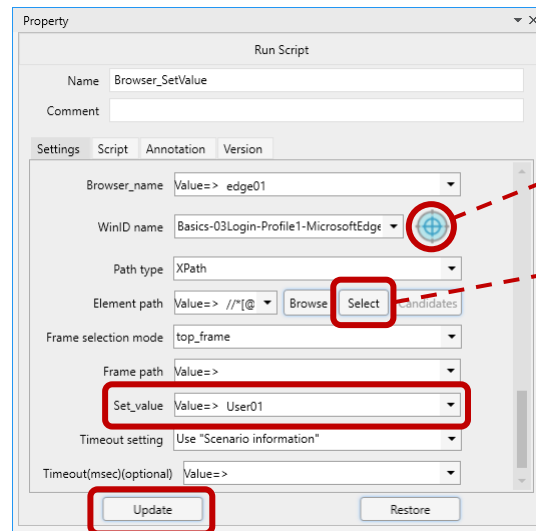 Property
Run Script
Name Browser_SetValue
Comment
Settings Script Annotation Version
Browser_name Value=> edge01
WinID name Basics-03Login-Profile1-MicrosoftEdge
Path type XPath
Element path Value=> //*[@ Browse Select Candidates
Frame selection mode top_frame
Frame path Value=>
Set_value Value=> User01
Timeout setting Use "Scenario information"
Timeout(msec)(optional) Value=>
Update Restore